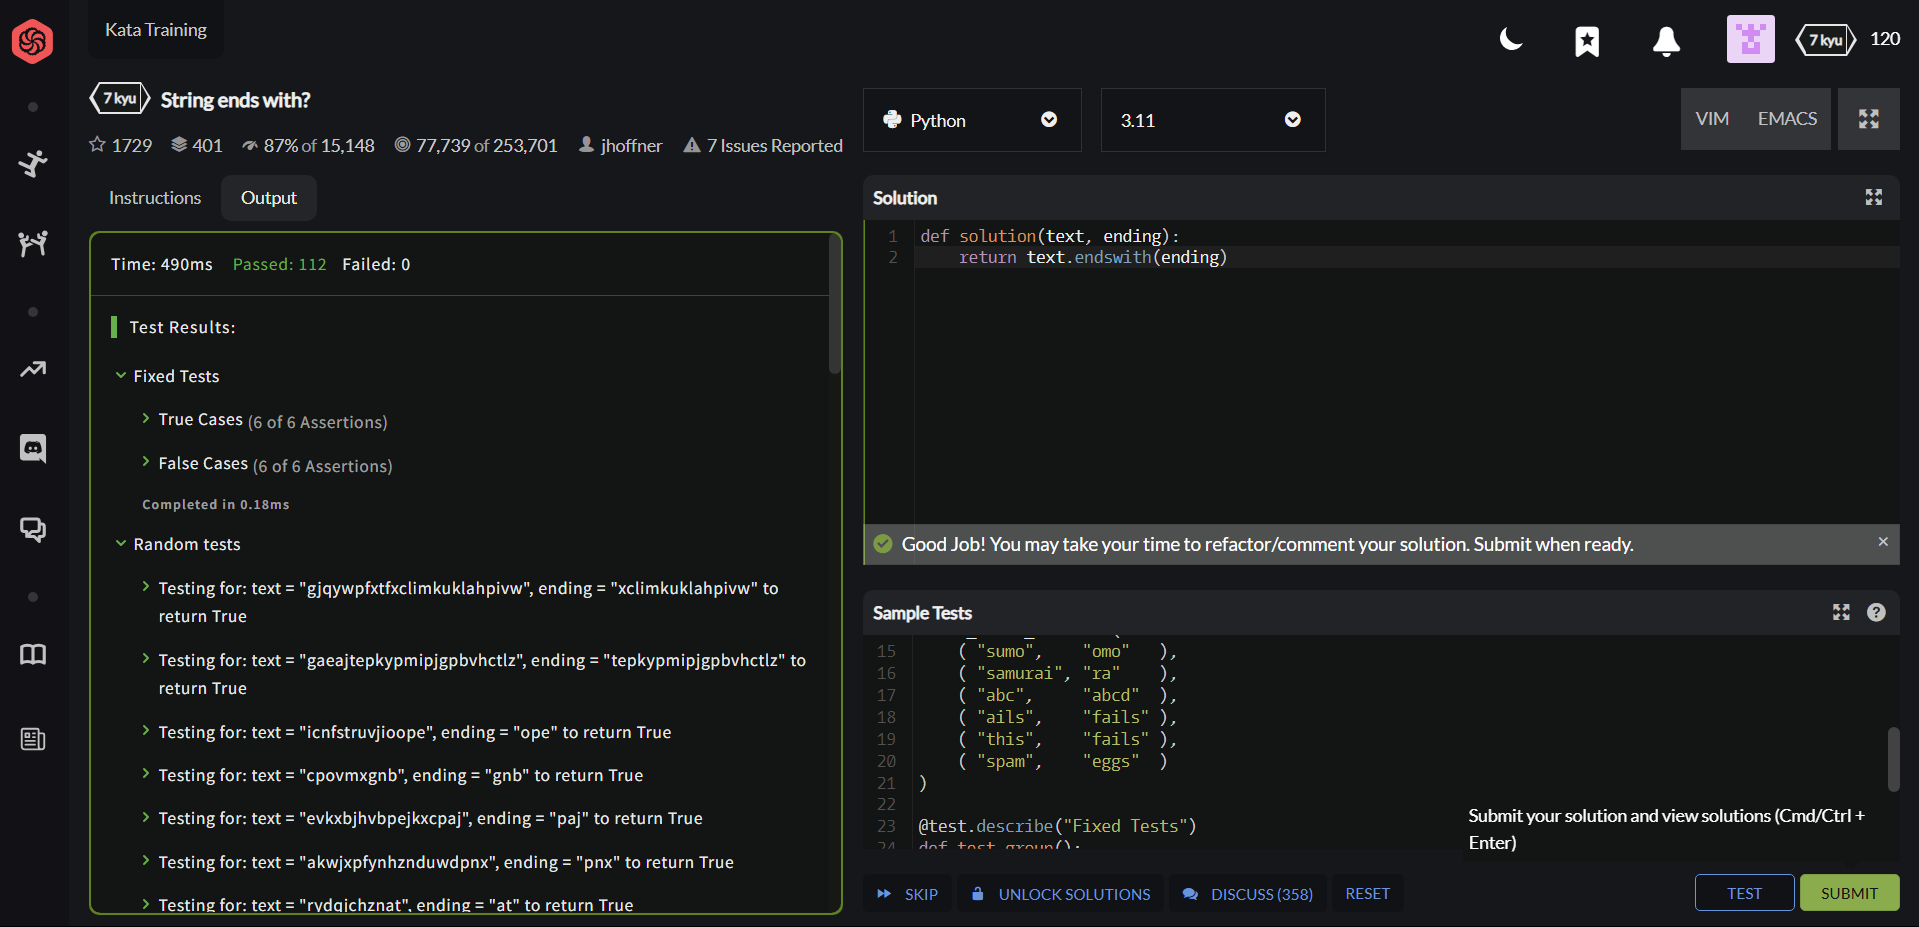 Kata Training
7 kyu
120
7 kyu
String ends with?
1729
401
87% of 15,148
77,739 of 253,701
jhoffner
7 Issues Reported
Python
3.11
VIM
EMACS
Instructions
Output
Time: 490ms Passed: 112 Failed: 0
Test Results:
Fixed Tests
True Cases (6 of 6 Assertions)
False Cases (6 of 6 Assertions)
Completed in 0.18ms
Random tests
Testing for: text = "gjqywpfxtfxclimkuklahpivw", ending = "xclimkuklahpivw" to
return True
Testing for: text = "gaeajtepkypmipjgpbvhctlz", ending = "tepkypmipjgpbvhctlz" to
return True
Testing for: text = "icnfstruvjioope", ending = "ope" to return True
Testing for: text = "cpovmxgnb", ending = "gnb" to return True
Testing for: text = "evkxbjhvbpejkxcpaj", ending = "paj" to return True
Testing for: text = "akwjxpfynhznduwdpnx", ending = "pnx" to return True
Testing for: text = "rydqjchznat", ending = "at" to return True
Solution
1 def solution(text, ending):
2     return text.endswith(ending)
Good Job! You may take your time to refactor/comment your solution. Submit when ready.
Sample Tests
15     ( "sumo",    "omo"   ),
16     ( "samurai", "ra"    ),
17     ( "abc",     "abcd"  ),
18     ( "ails",    "fails" ),
19     ( "this",    "fails" ),
20     ( "spam",    "eggs"  )
21 )
22
23 @test.describe("Fixed Tests")
24 def test_group():
Submit your solution and view solutions (Cmd/Ctrl +
Enter)
SKIP
UNLOCK SOLUTIONS
DISCUSS (358)
RESET
TEST
SUBMIT